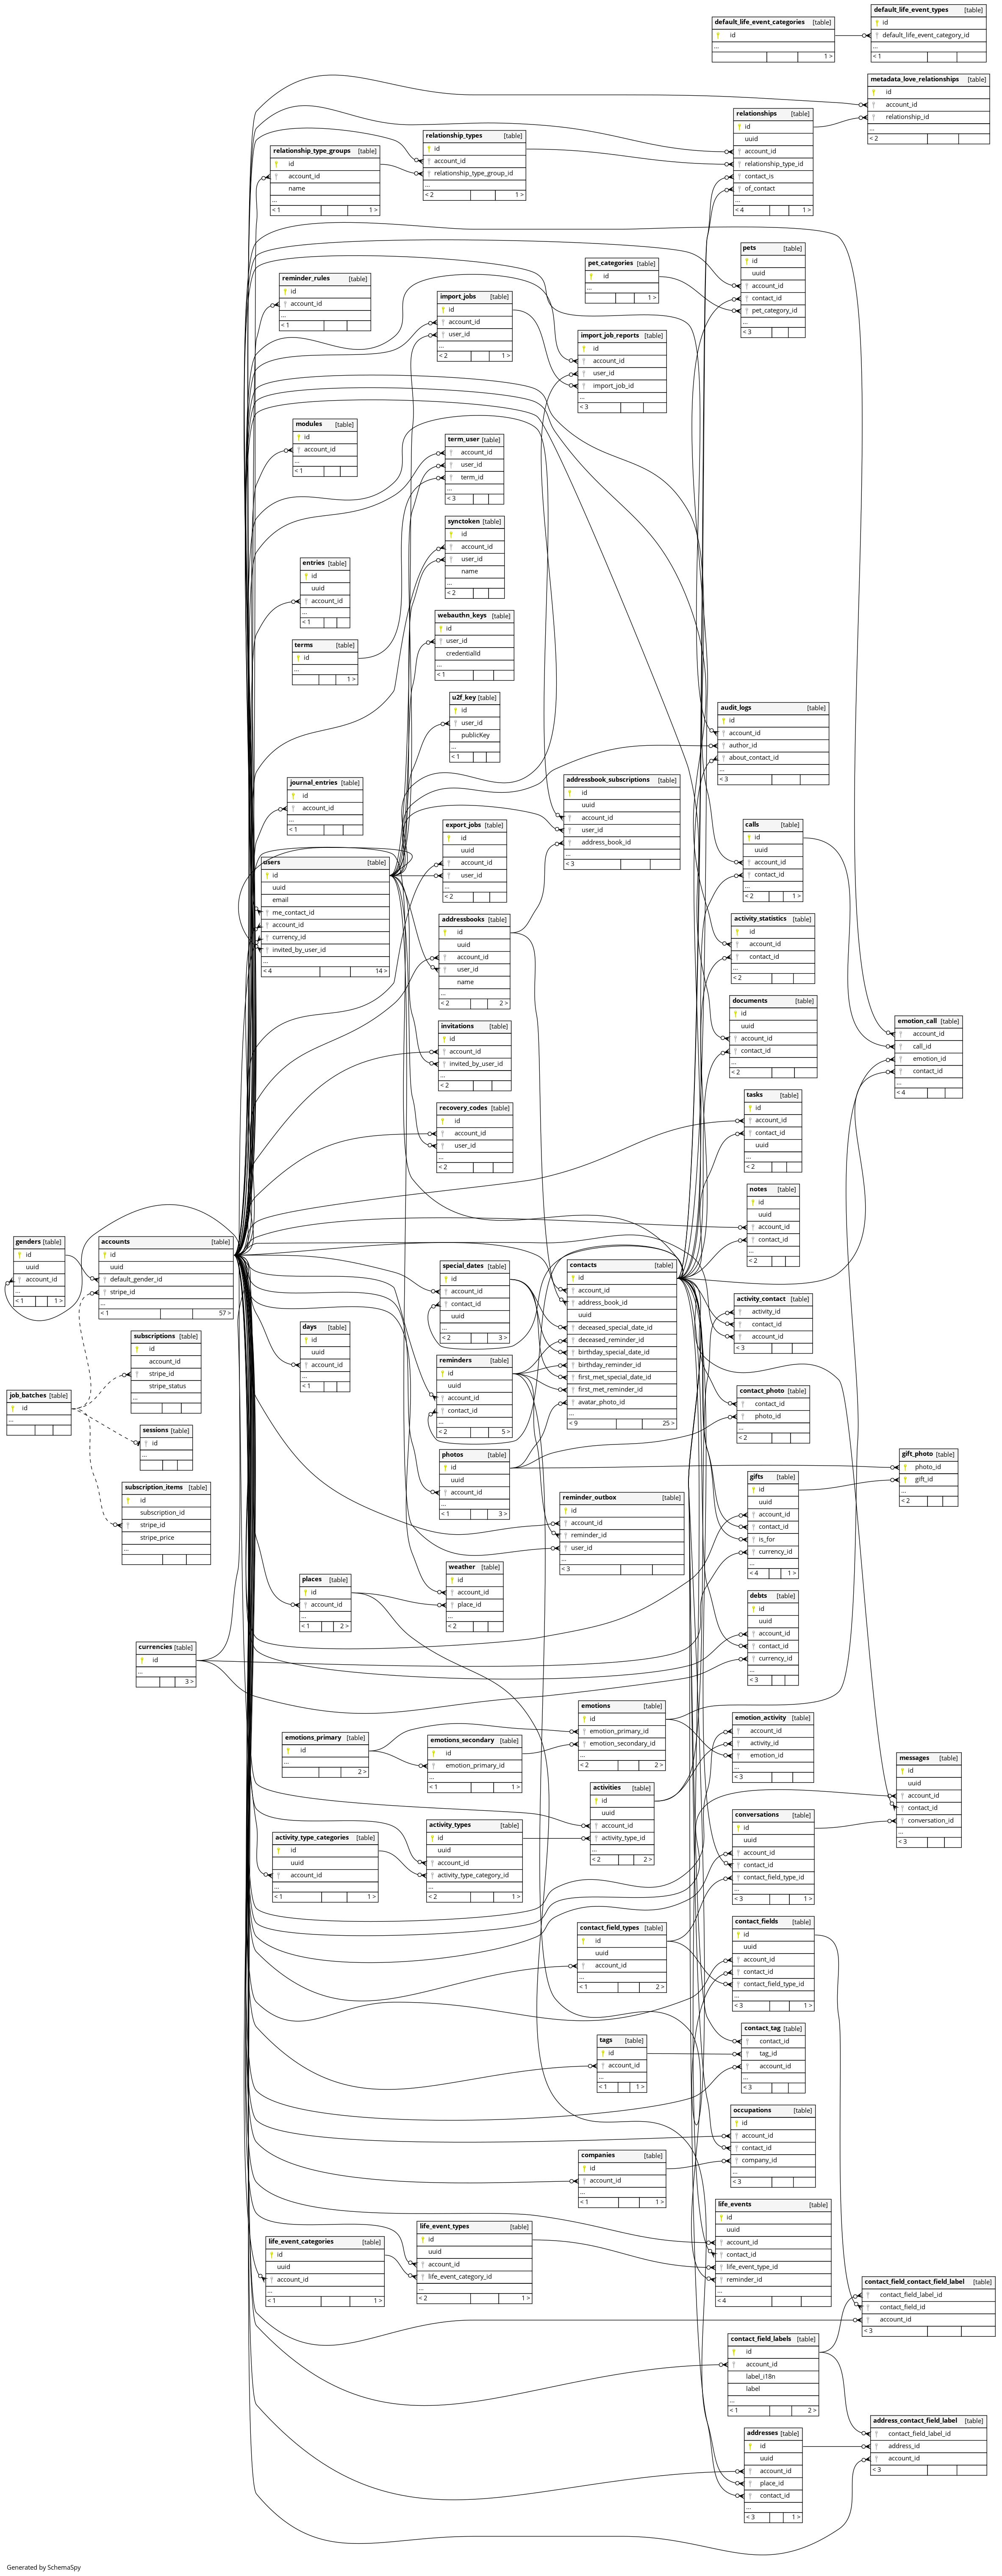 default_life_event_categories [table]
id
...
1 >
default_life_event_types [table]
id
default_life_event_category_id
...
< 1
metadata_love_relationships [table]
id
account_id
relationship_id
...
< 2
relationships [table]
id
uuid
account_id
relationship_type_id
contact_is
of_contact
...
< 4 1 >
relationship_types [table]
id
account_id
relationship_type_group_id
...
< 2 1 >
relationship_type_groups [table]
id
account_id
name
...
< 1 1 >
pets [table]
id
uuid
account_id
contact_id
pet_category_id
...
< 3
pet_categories [table]
id
...
1 >
reminder_rules [table]
id
account_id
...
< 1
import_jobs [table]
id
account_id
user_id
...
< 2 1 >
import_job_reports [table]
id
account_id
user_id
import_job_id
...
< 3
modules [table]
id
account_id
...
< 1
term_user [table]
account_id
user_id
term_id
...
< 3
synctoken [table]
id
account_id
user_id
name
...
< 2
entries [table]
id
uuid
account_id
...
< 1
terms [table]
id
...
1 >
webauthn_keys [table]
id
user_id
credentialId
...
< 1
u2f_key [table]
id
user_id
publicKey
...
< 1
audit_logs [table]
id
account_id
author_id
about_contact_id
...
< 3
journal_entries [table]
id
account_id
...
< 1
addressbook_subscriptions [table]
id
uuid
account_id
user_id
address_book_id
...
< 3
export_jobs [table]
id
uuid
account_id
user_id
...
< 2
calls [table]
id
uuid
account_id
contact_id
...
< 2 1 >
users [table]
id
uuid
email
me_contact_id
account_id
currency_id
invited_by_user_id
...
< 4 14 >
addressbooks [table]
id
uuid
account_id
user_id
name
...
< 2 2 >
activity_statistics [table]
id
account_id
contact_id
...
< 2
documents [table]
id
uuid
account_id
contact_id
...
< 2
emotion_call [table]
account_id
call_id
emotion_id
contact_id
...
< 4
invitations [table]
id
account_id
invited_by_user_id
...
< 2
tasks [table]
id
account_id
contact_id
uuid
...
< 2
recovery_codes [table]
id
account_id
user_id
...
< 2
notes [table]
id
uuid
account_id
contact_id
...
< 2
genders [table]
id
uuid
account_id
...
< 1 1 >
accounts [table]
id
uuid
default_gender_id
stripe_id
...
< 1 57 >
special_dates [table]
id
account_id
contact_id
uuid
...
< 2 3 >
contacts [table]
id
account_id
address_book_id
uuid
deceased_special_date_id
deceased_reminder_id
birthday_special_date_id
birthday_reminder_id
first_met_special_date_id
first_met_reminder_id
avatar_photo_id
...
< 9 25 >
activity_contact [table]
activity_id
contact_id
account_id
...
< 3
subscriptions [table]
id
account_id
stripe_id
stripe_status
...
days [table]
id
uuid
account_id
...
< 1
reminders [table]
id
uuid
account_id
contact_id
...
< 2 5 >
job_batches [table]
id
...
contact_photo [table]
contact_id
photo_id
...
< 2
sessions [table]
id
...
photos [table]
id
uuid
account_id
...
< 1 3 >
gift_photo [table]
photo_id
gift_id
...
< 2
subscription_items [table]
id
subscription_id
stripe_id
stripe_price
...
gifts [table]
id
uuid
account_id
contact_id
is_for
currency_id
...
< 4 1 >
reminder_outbox [table]
id
account_id
reminder_id
user_id
...
< 3
places [table]
id
account_id
...
< 1 2 >
weather [table]
id
account_id
place_id
...
< 2
debts [table]
id
uuid
account_id
contact_id
currency_id
...
< 3
currencies [table]
id
...
3 >
emotions [table]
id
emotion_primary_id
emotion_secondary_id
...
< 2 2 >
emotion_activity [table]
account_id
activity_id
emotion_id
...
< 3
emotions_primary [table]
id
...
2 >
emotions_secondary [table]
id
emotion_primary_id
...
< 1 1 >
messages [table]
id
uuid
account_id
contact_id
conversation_id
...
< 3
activities [table]
id
uuid
account_id
activity_type_id
...
< 2 2 >
conversations [table]
id
uuid
account_id
contact_id
contact_field_type_id
...
< 3 1 >
activity_type_categories [table]
id
uuid
account_id
...
< 1 1 >
activity_types [table]
id
uuid
account_id
activity_type_category_id
...
< 2 1 >
contact_field_types [table]
id
uuid
account_id
...
< 1 2 >
contact_fields [table]
id
uuid
account_id
contact_id
contact_field_type_id
...
< 3 1 >
tags [table]
id
account_id
...
< 1 1 >
contact_tag [table]
contact_id
tag_id
account_id
...
< 3
occupations [table]
id
account_id
contact_id
company_id
...
< 3
companies [table]
id
account_id
...
< 1 1 >
life_events [table]
id
uuid
account_id
contact_id
life_event_type_id
reminder_id
...
< 4
life_event_categories [table]
id
uuid
account_id
...
< 1 1 >
life_event_types [table]
id
uuid
account_id
life_event_category_id
...
< 2 1 >
contact_field_contact_field_label [table]
contact_field_label_id
contact_field_id
account_id
< 3
contact_field_labels [table]
id
account_id
label_i18n
label
...
< 1 2 >
address_contact_field_label [table]
contact_field_label_id
address_id
account_id
< 3
addresses [table]
id
uuid
account_id
place_id
contact_id
...
< 3 1 >
Generated by SchemaSpy